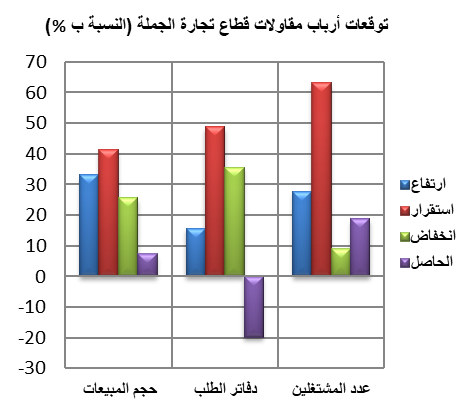 توقعات أرباب مقاولات قطاع تجارة الجملة (النسبة ب %)
70
60
50
40
30
20
10
0
-10
-20
-30
حجم المبيعات
دفاتر الطلب
عدد المشتغلين
ارتفاع
استقرار
انخفاض
الحاصل